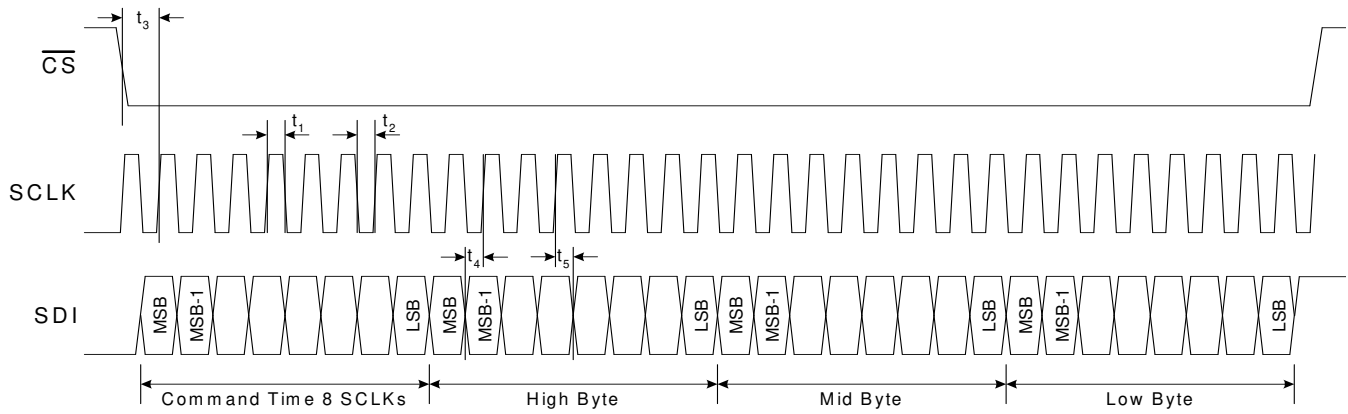 t3
CS
t1
t2
SCLK
t4
t5
SDI
MSB
MSB-1
LSB
MSB
MSB-1
LSB
MSB
MSB-1
LSB
MSB
MSB-1
LSB
Command Time 8 SCLKs
High Byte
Mid Byte
Low Byte